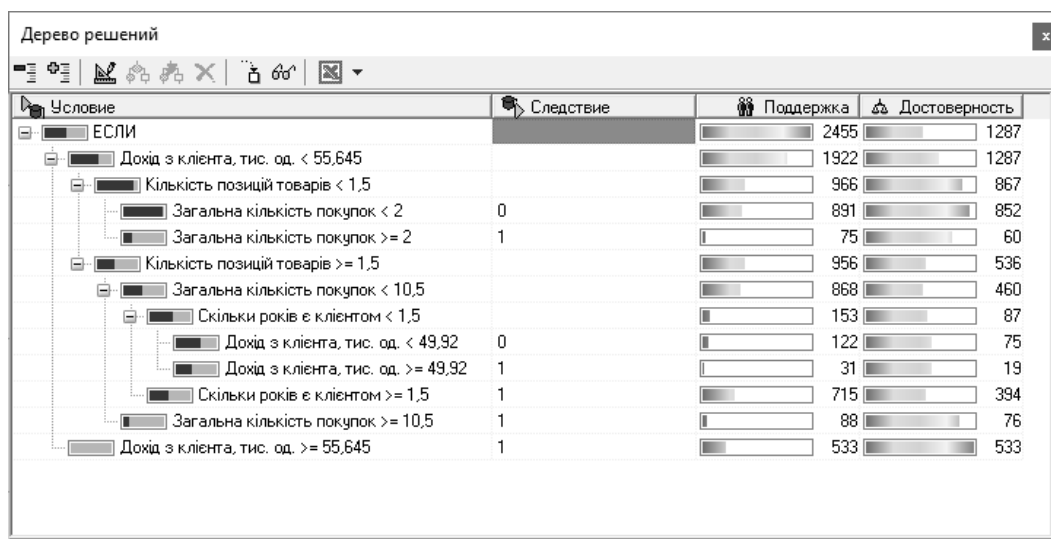 Дерево решений
x
Условие Следствие Поддержка Достоверность
ЕСЛИ 2455 1287
Дохід з клієнта, тис. од. < 55,645 1922 1287
Кількість позицій товарів < 1,5 966 867
Загальна кількість покупок < 2 0 891 852
Загальна кількість покупок >= 2 1 75 60
Кількість позицій товарів >= 1,5 956 536
Загальна кількість покупок < 10,5 868 460
Скільки років є клієнтом < 1,5 153 87
Дохід з клієнта, тис. од. < 49,92 0 122 75
Дохід з клієнта, тис. од. >= 49,92 1 31 19
Скільки років є клієнтом >= 1,5 1 715 394
Загальна кількість покупок >= 10,5 1 88 76
Дохід з клієнта, тис. од. >= 55,645 1 533 533